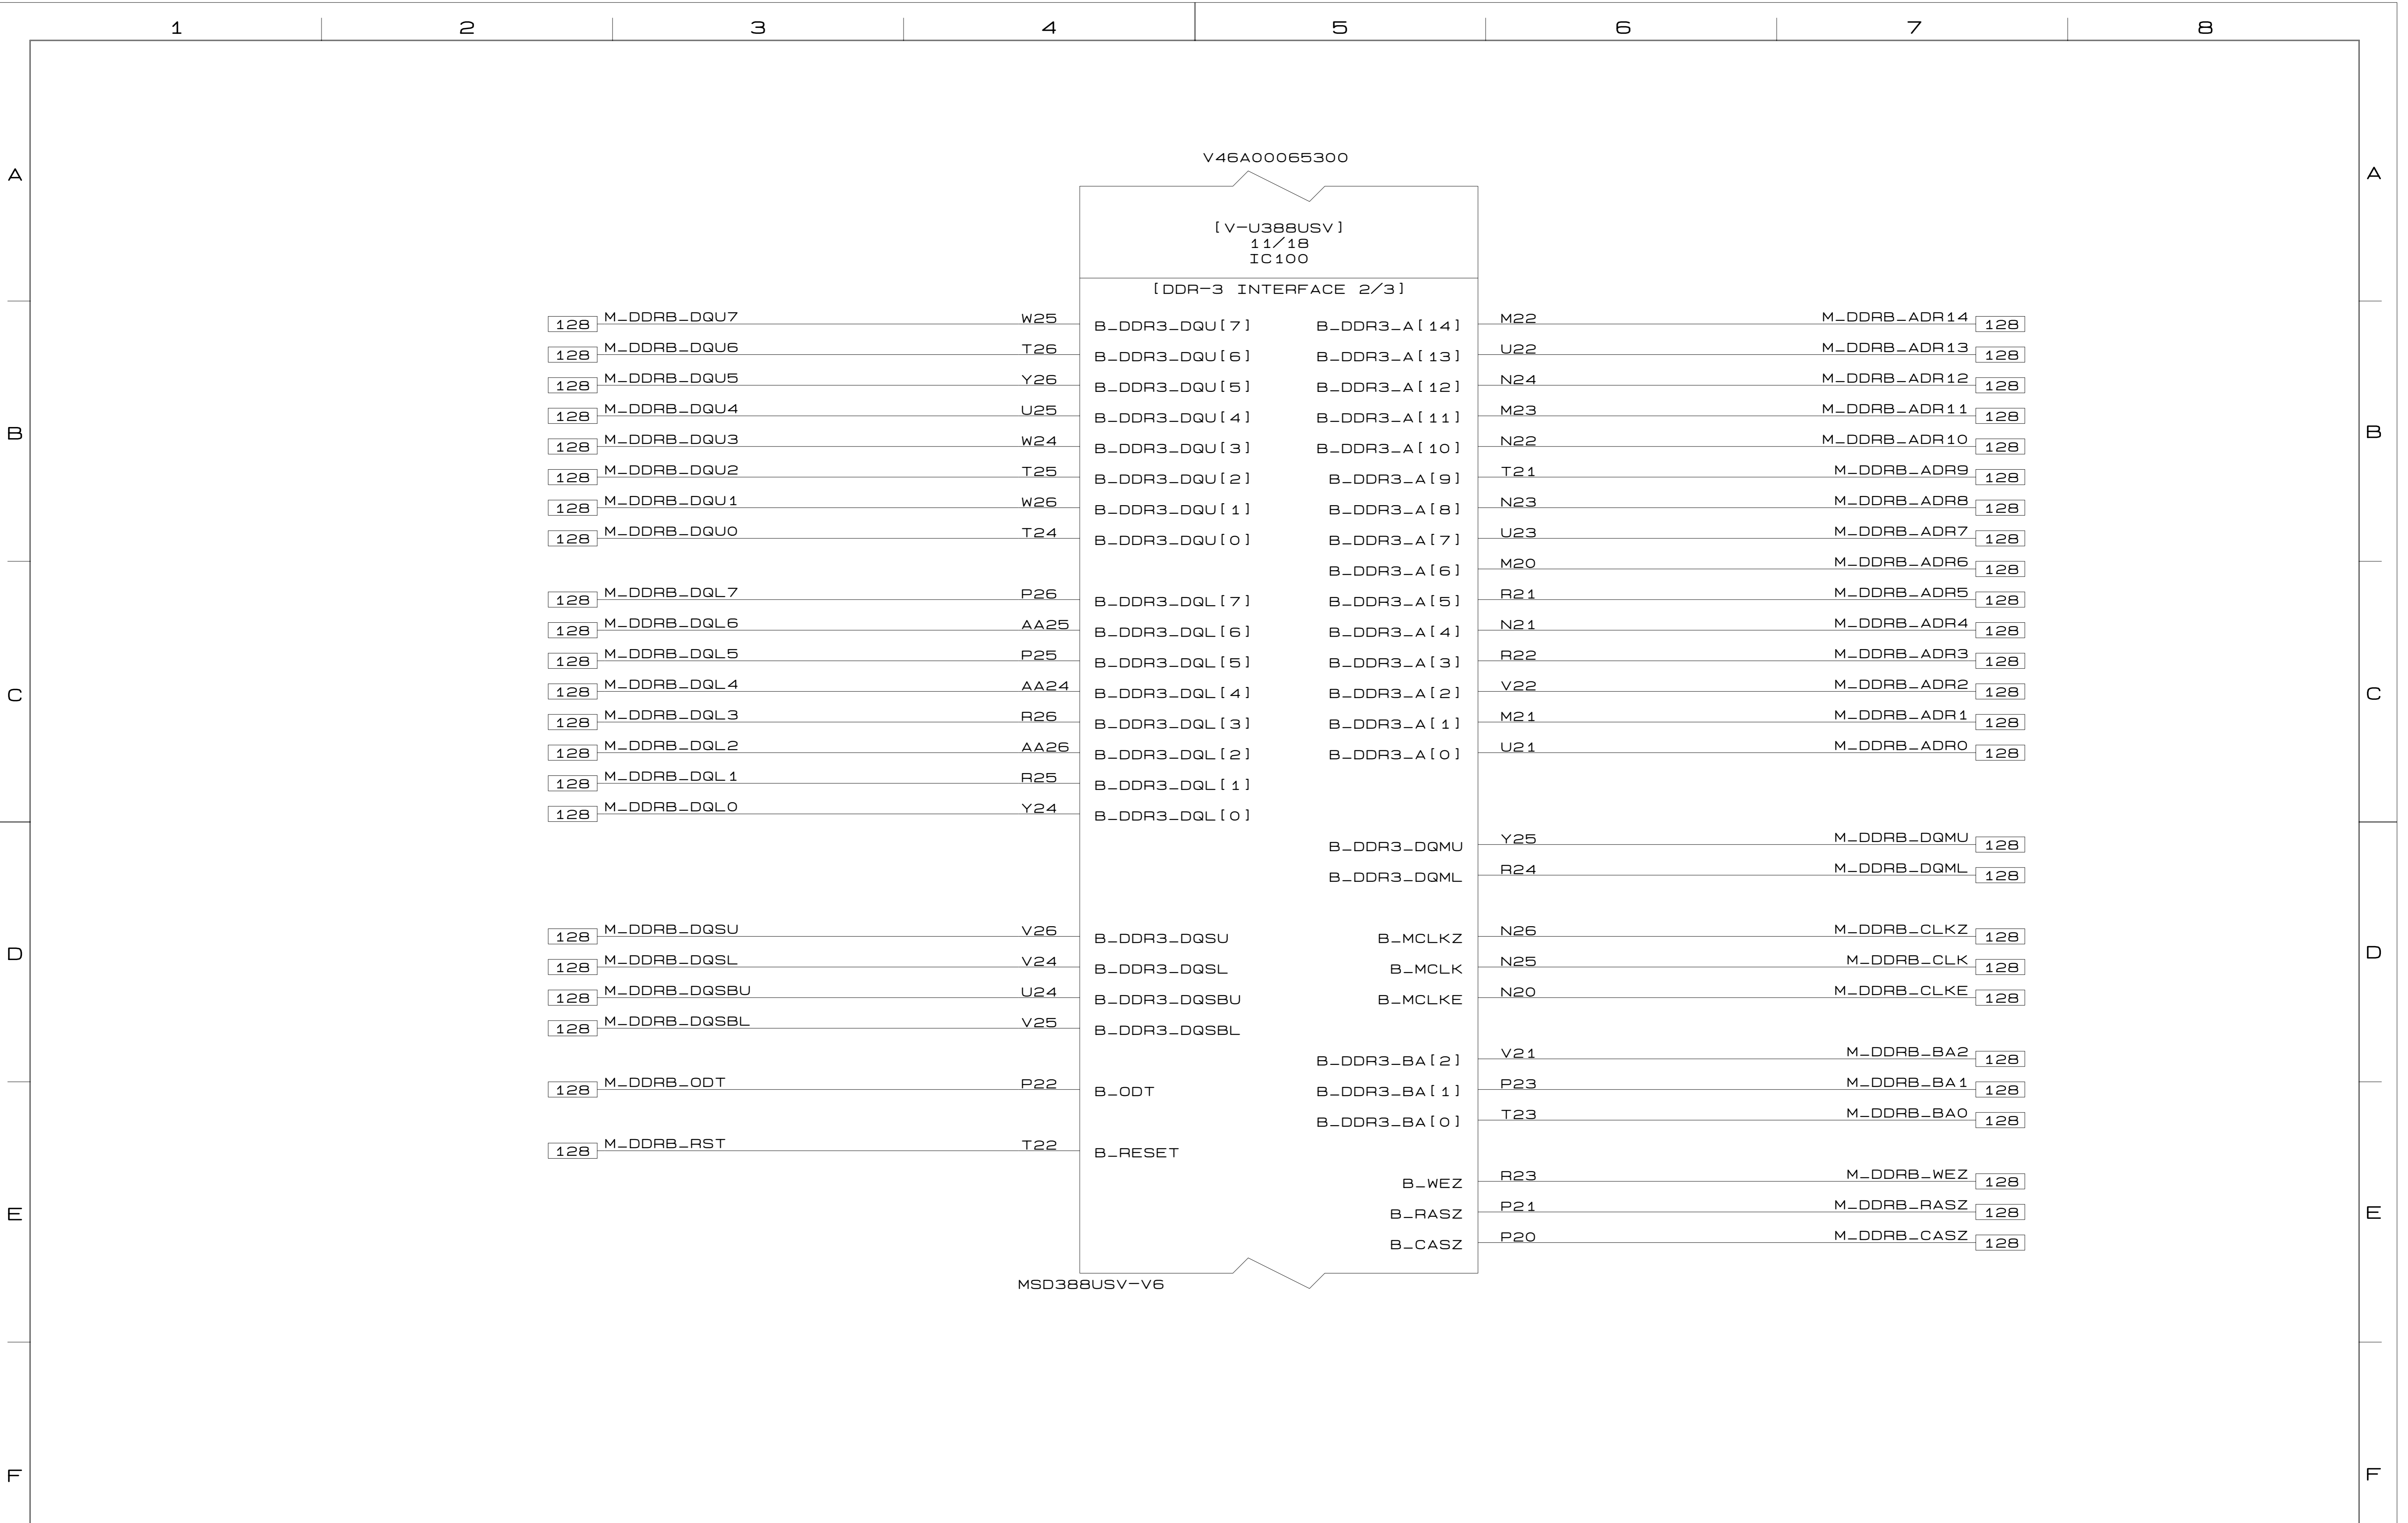 1 2 3 4 5 6 7 8
V46A00065300
A A
[V-U388USV]
11/18
IC100
[DDR-3 INTERFACE 2/3]
128 M_DDRB_DQU7 W25 B_DDR3_DQU[7] B_DDR3_A[14] M22 M_DDRB_ADR14 128
128 M_DDRB_DQU6 T26 B_DDR3_DQU[6] B_DDR3_A[13] U22 M_DDRB_ADR13 128
128 M_DDRB_DQU5 Y26 B_DDR3_DQU[5] B_DDR3_A[12] N24 M_DDRB_ADR12 128
128 M_DDRB_DQU4 U25 B_DDR3_DQU[4] B_DDR3_A[11] M23 M_DDRB_ADR11 128
B B
128 M_DDRB_DQU3 W24 B_DDR3_DQU[3] B_DDR3_A[10] N22 M_DDRB_ADR10 128
128 M_DDRB_DQU2 T25 B_DDR3_DQU[2] B_DDR3_A[9] T21 M_DDRB_ADR9 128
128 M_DDRB_DQU1 W26 B_DDR3_DQU[1] B_DDR3_A[8] N23 M_DDRB_ADR8 128
128 M_DDRB_DQU0 T24 B_DDR3_DQU[0] B_DDR3_A[7] U23 M_DDRB_ADR7 128
B_DDR3_A[6] M20 M_DDRB_ADR6 128
128 M_DDRB_DQL7 P26 B_DDR3_DQL[7] B_DDR3_A[5] R21 M_DDRB_ADR5 128
128 M_DDRB_DQL6 AA25 B_DDR3_DQL[6] B_DDR3_A[4] N21 M_DDRB_ADR4 128
128 M_DDRB_DQL5 P25 B_DDR3_DQL[5] B_DDR3_A[3] R22 M_DDRB_ADR3 128
128 M_DDRB_DQL4 AA24 B_DDR3_DQL[4] B_DDR3_A[2] V22 M_DDRB_ADR2 128
C C
128 M_DDRB_DQL3 R26 B_DDR3_DQL[3] B_DDR3_A[1] M21 M_DDRB_ADR1 128
128 M_DDRB_DQL2 AA26 B_DDR3_DQL[2] B_DDR3_A[0] U21 M_DDRB_ADR0 128
128 M_DDRB_DQL1 R25 B_DDR3_DQL[1]
128 M_DDRB_DQL0 Y24 B_DDR3_DQL[0]
B_DDR3_DQMU Y25 M_DDRB_DQMU 128
B_DDR3_DQML R24 M_DDRB_DQML 128
128 M_DDRB_DQSU V26 B_DDR3_DQSU B_MCLKZ N26 M_DDRB_CLKZ 128
D D
128 M_DDRB_DQSL V24 B_DDR3_DQSL B_MCLK N25 M_DDRB_CLK 128
128 M_DDRB_DQSBU U24 B_DDR3_DQSBU B_MCLKE N20 M_DDRB_CLKE 128
128 M_DDRB_DQSBL V25 B_DDR3_DQSBL
B_DDR3_BA[2] V21 M_DDRB_BA2 128
128 M_DDRB_ODT P22 B_ODT B_DDR3_BA[1] P23 M_DDRB_BA1 128
B_DDR3_BA[0] T23 M_DDRB_BA0 128
128 M_DDRB_RST T22 B_RESET
B_WEZ R23 M_DDRB_WEZ 128
E B_RASZ P21 M_DDRB_RASZ 128 E
B_CASZ P20 M_DDRB_CASZ 128
MSD388USV-V6
F F